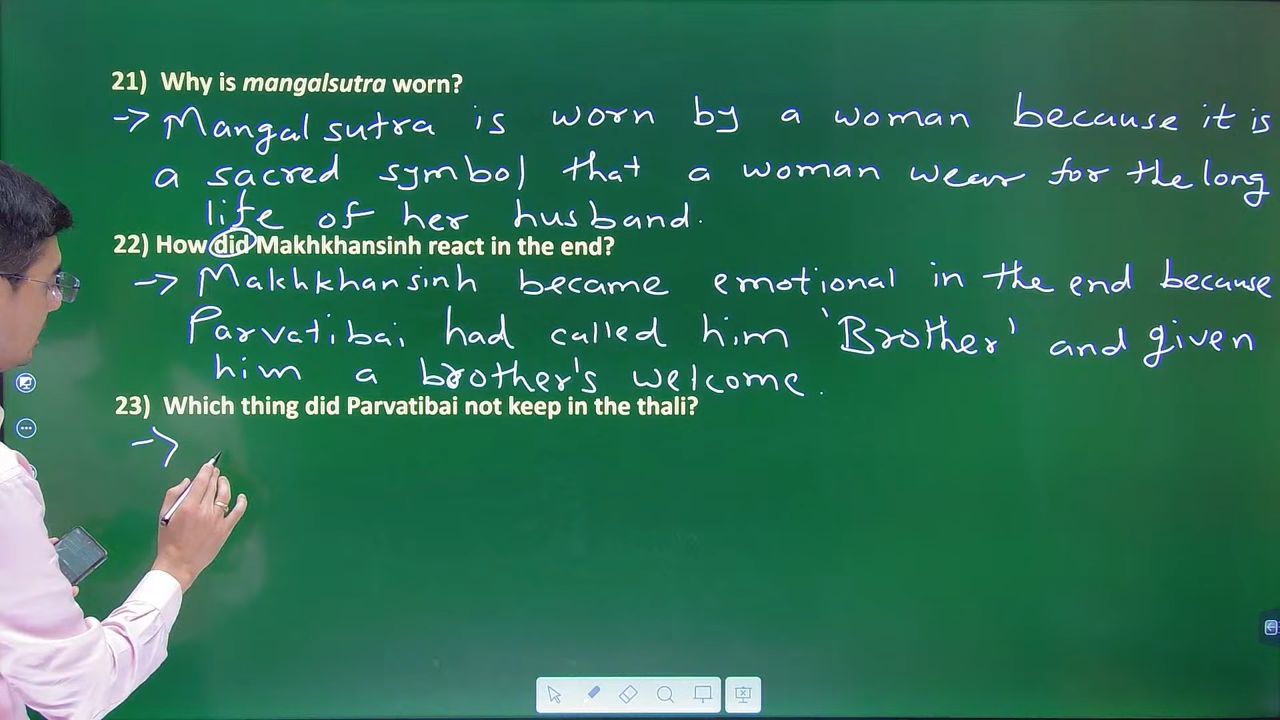 21) Why is mangalsutra worn?
-> Mangalsutra is worn by a woman because it is
a sacred symbol that a woman wear for the long
life of her husband.
22) How did Makhkhansinh react in the end?
-> Makhkhansinh became emotional in the end because
Parvatibai had called him 'Brother' and given
him a brother's welcome.
23) Which thing did Parvatibai not keep in the thali?
->